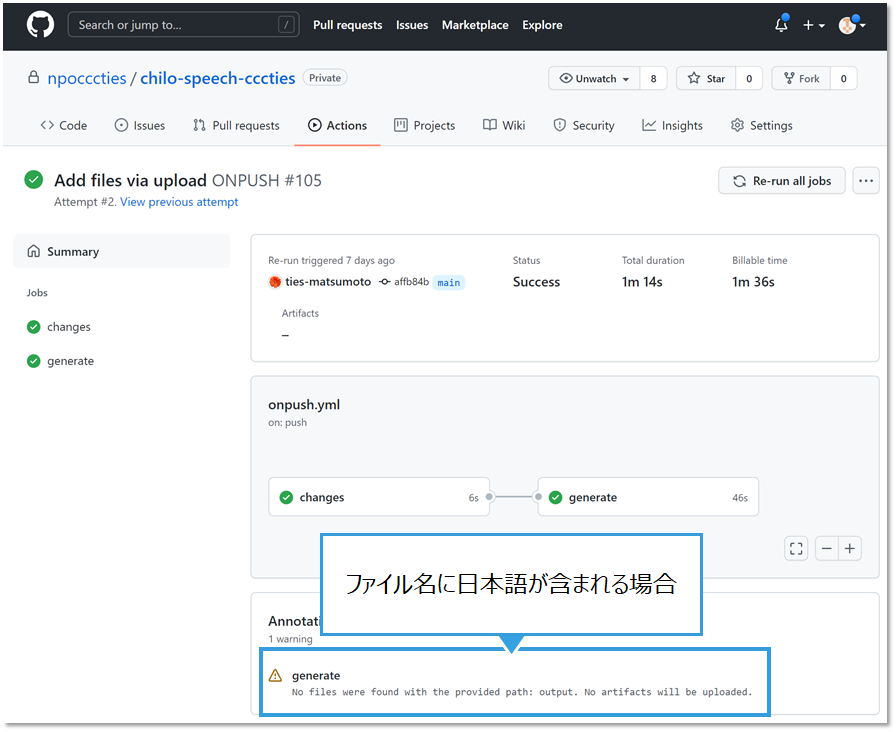 Search or jump to... /
Pull requests Issues Marketplace Explore
npocccties / chilo-speech-cccties Private
Unwatch 8 Star 0 Fork 0
Code Issues Pull requests Actions Projects Wiki Security Insights Settings
Add files via upload ONPUSH #105
Re-run all jobs
Attempt #2. View previous attempt
Summary
Jobs
changes
generate
Re-run triggered 7 days ago
ties-matsumoto affb84b main
Status
Success
Total duration
1m 14s
Billable time
1m 36s
Artifacts
–
onpush.yml
on: push
changes 6s
generate 46s
ファイル名に日本語が含まれる場合
1 warning
generate
No files were found with the provided path: output. No artifacts will be uploaded.